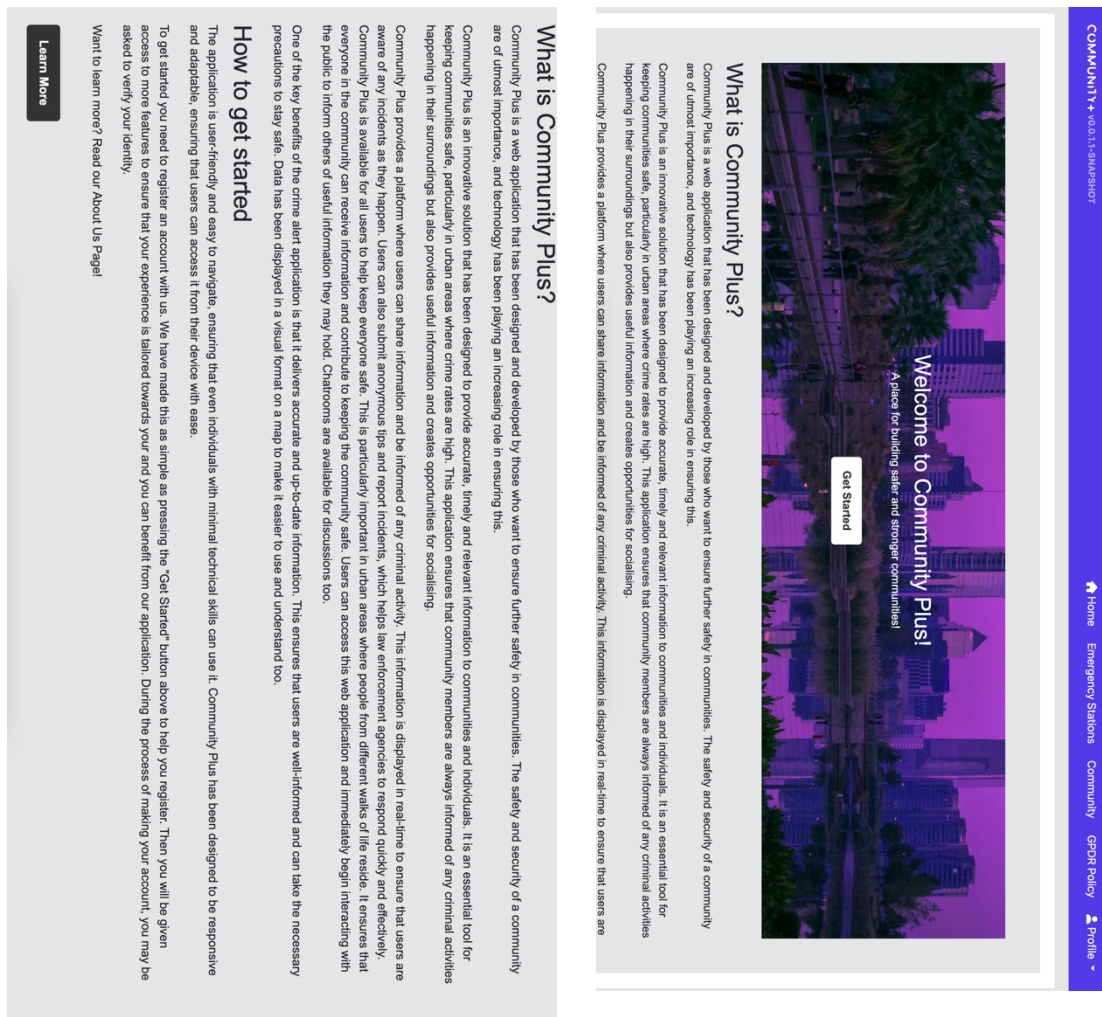 COMMUN1TY+ v0.0.1.1-SNAPSHOT
Home
Emergency Stations
Community
GPDR Policy
Profile
Welcome to Community Plus!
A place for building safer and stronger communities!
Get Started
What is Community Plus?
Community Plus is a web application that has been designed and developed by those who want to ensure further safety in communities. The safety and security of a community
are of utmost importance, and technology has been playing an increasing role in ensuring this.
Community Plus is an innovative solution that has been designed to provide accurate, timely and relevant information to communities and individuals. It is an essential tool for
keeping communities safe, particularly in urban areas where crime rates are high. This application ensures that community members are always informed of any criminal activities
happening in their surroundings but also provides useful information and creates opportunities for socialising.
Community Plus provides a platform where users can share information and be informed of any criminal activity. This information is displayed in real-time to ensure that users are
What is Community Plus?
Community Plus is a web application that has been designed and developed by those who want to ensure further safety in communities. The safety and security of a community
are of utmost importance, and technology has been playing an increasing role in ensuring this.
Community Plus is an innovative solution that has been designed to provide accurate, timely and relevant information to communities and individuals. It is an essential tool for
keeping communities safe, particularly in urban areas where crime rates are high. This application ensures that community members are always informed of any criminal activities
happening in their surroundings but also provides useful information and creates opportunities for socialising.
Community Plus provides a platform where users can share information and be informed of any criminal activity. This information is displayed in real-time to ensure that users are
aware of any incidents as they happen. Users can also submit anonymous tips and report incidents, which helps law enforcement agencies to respond quickly and effectively.
Community Plus is available for all users to help keep everyone safe. This is particularly important in urban areas where people from different walks of life reside. It ensures that
everyone in the community can receive information and contribute to keeping the community safe. Users can access this web application and immediately begin interacting with
the public to inform others of useful information they may hold. Chatrooms are available for discussions too.
One of the key benefits of the crime alert application is that it delivers accurate and up-to-date information. This ensures that users are well-informed and can take the necessary
precautions to stay safe. Data has been displayed in a visual format on a map to make it easier to use and understand too.
How to get started
The application is user-friendly and easy to navigate, ensuring that even individuals with minimal technical skills can use it. Community Plus has been designed to be responsive
and adaptable, ensuring that users can access it from their device with ease.
To get started you need to register an account with us. We have made this as simple as pressing the "Get Started" button above to help you register. Then you will be given
access to more features to ensure that your experience is tailored towards your and you can benefit from our application. During the process of making your account, you may be
asked to verify your identity.
Want to learn more? Read our About Us Page!
Learn More